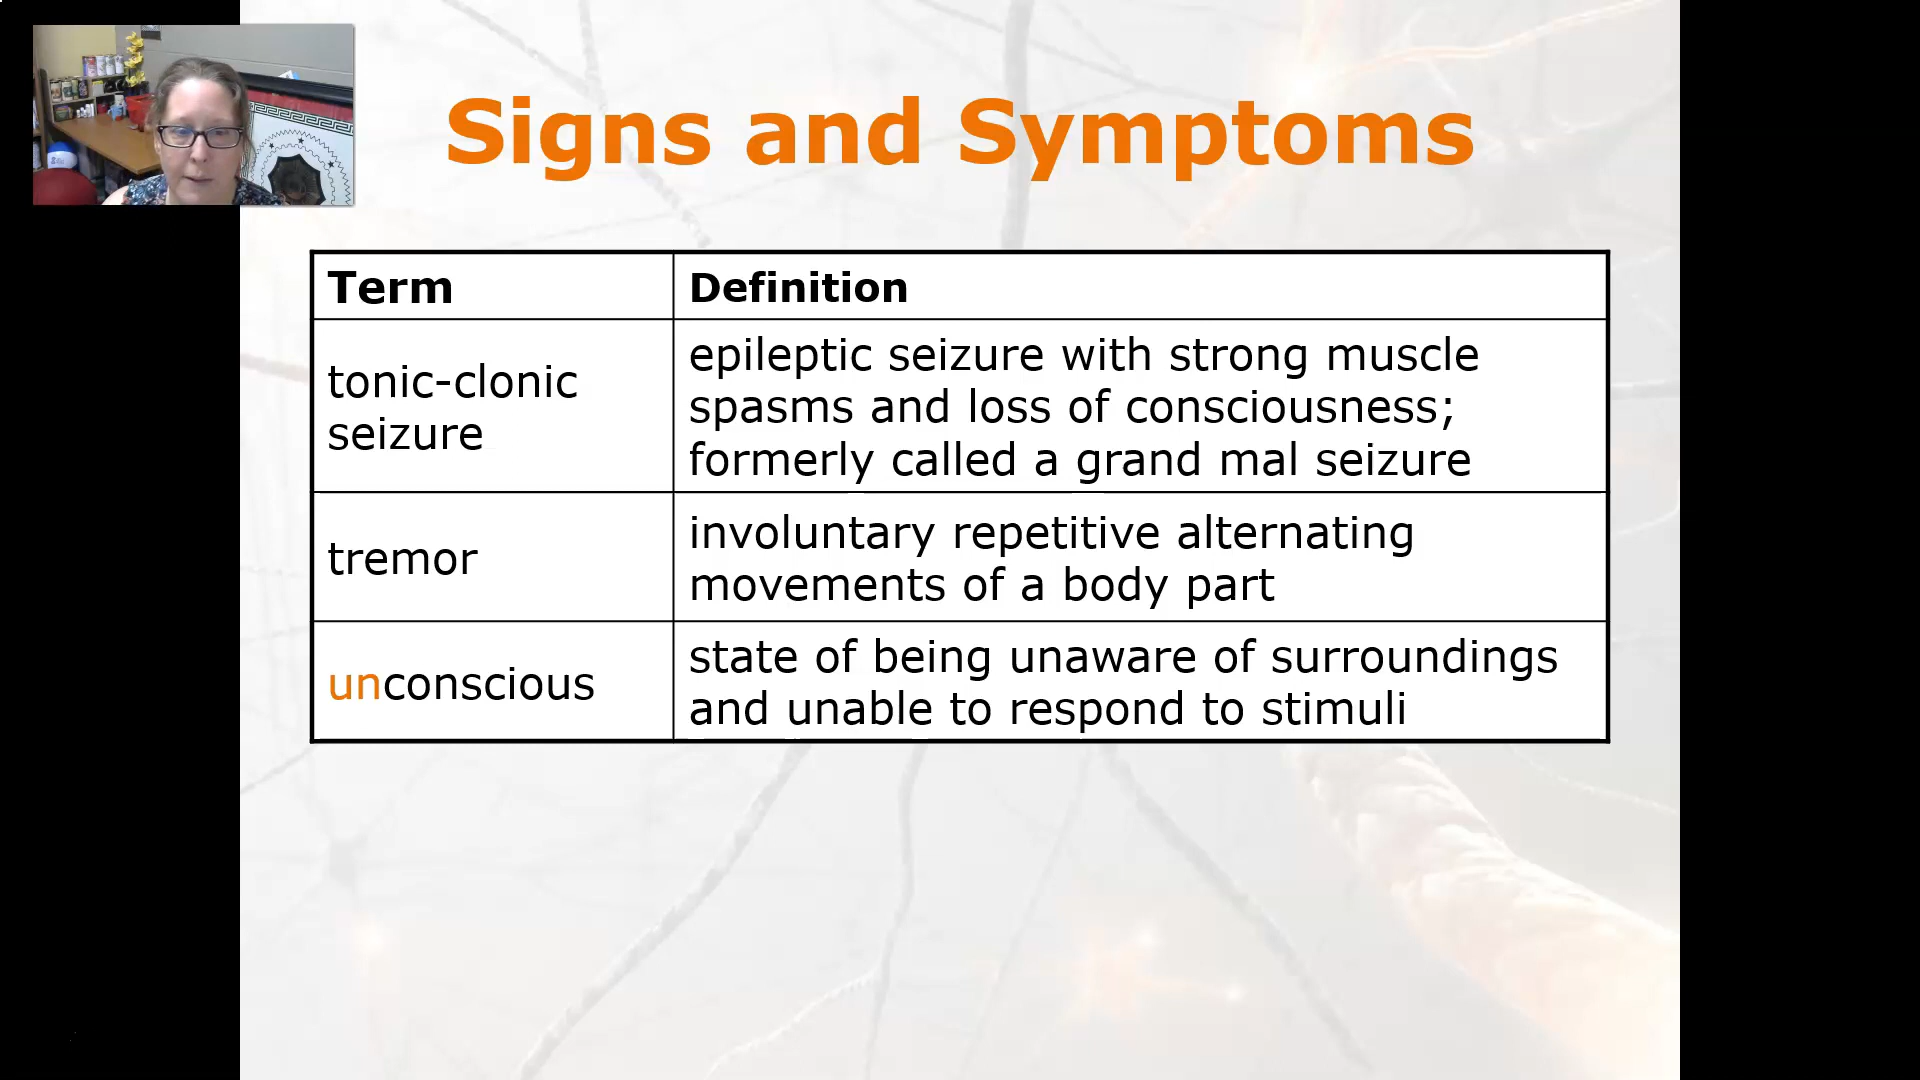 Signs and Symptoms
Term
Definition
tonic-clonic
seizure
epileptic seizure with strong muscle
spasms and loss of consciousness;
formerly called a grand mal seizure
tremor
involuntary repetitive alternating
movements of a body part
unconscious
state of being unaware of surroundings
and unable to respond to stimuli